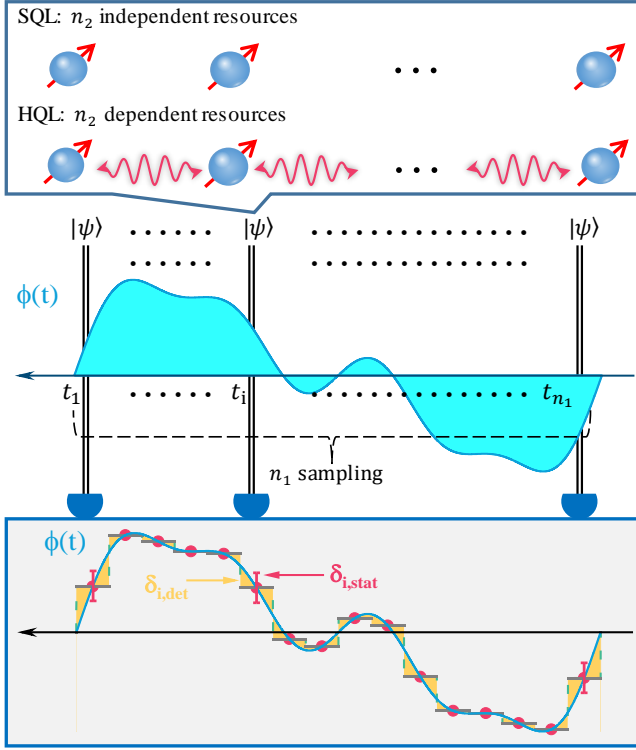 SQL: n₂ independent resources
HQL: n₂ dependent resources
|ψ⟩ |ψ⟩ |ψ⟩
ϕ(t)
t₁ tᵢ tₙ₁
n₁ sampling
ϕ(t)
δi,stat
δi,det